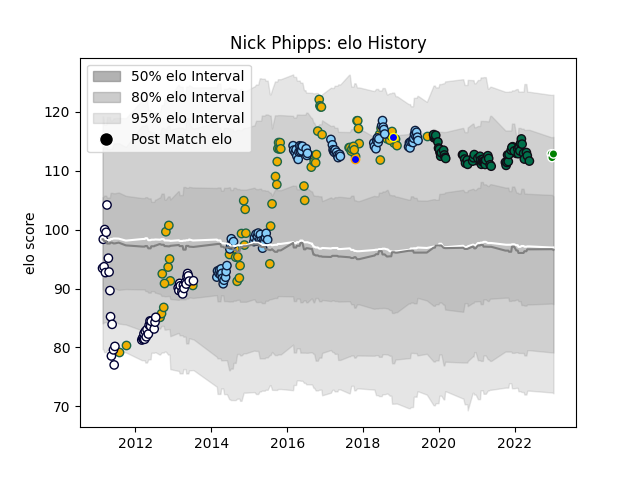 Nick Phipps: elo History
50% elo Interval
80% elo Interval
95% elo Interval
Post Match elo
elo score
120
110
100
90
80
70
2012 2014 2016 2018 2020 2022